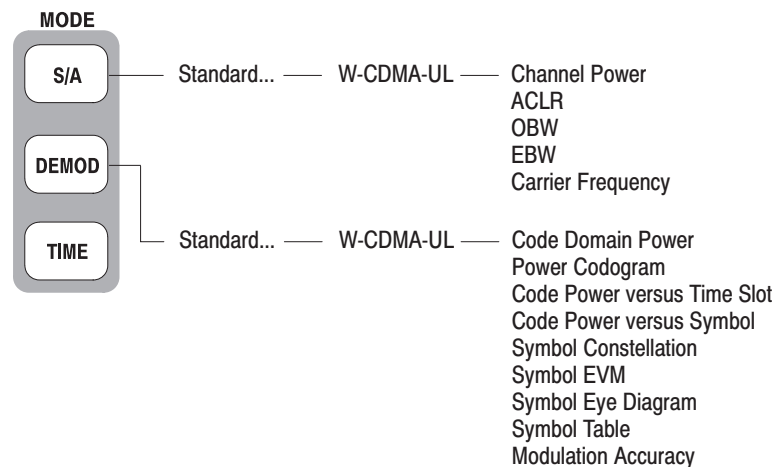 MODE
S/A Standard... W-CDMA-UL Channel Power
ACLR
OBW
EBW
Carrier Frequency
DEMOD
TIME Standard... W-CDMA-UL Code Domain Power
Power Codogram
Code Power versus Time Slot
Code Power versus Symbol
Symbol Constellation
Symbol EVM
Symbol Eye Diagram
Symbol Table
Modulation Accuracy